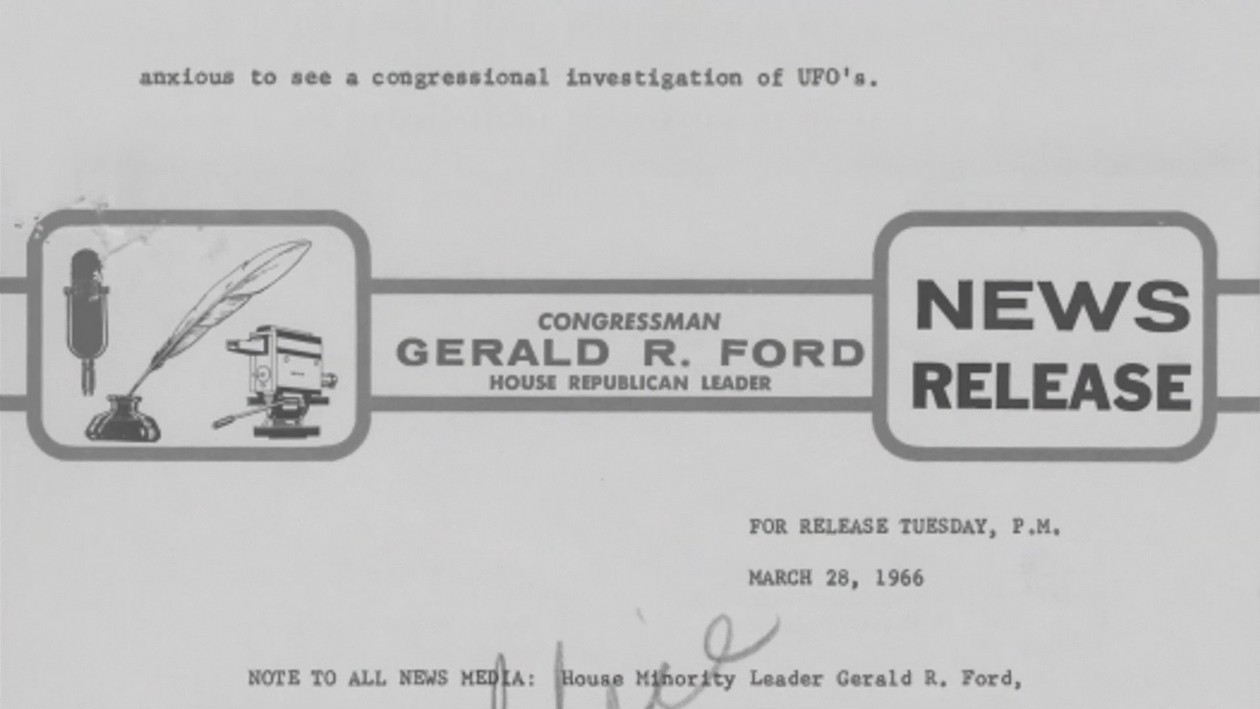 anxious to see a congressional investigation of UFO's.
CONGRESSMAN
GERALD R. FORD
HOUSE REPUBLICAN LEADER
NEWS
RELEASE
FOR RELEASE TUESDAY, P.M.
MARCH 28, 1966
NOTE TO ALL NEWS MEDIA: House Minority Leader Gerald R. Ford,